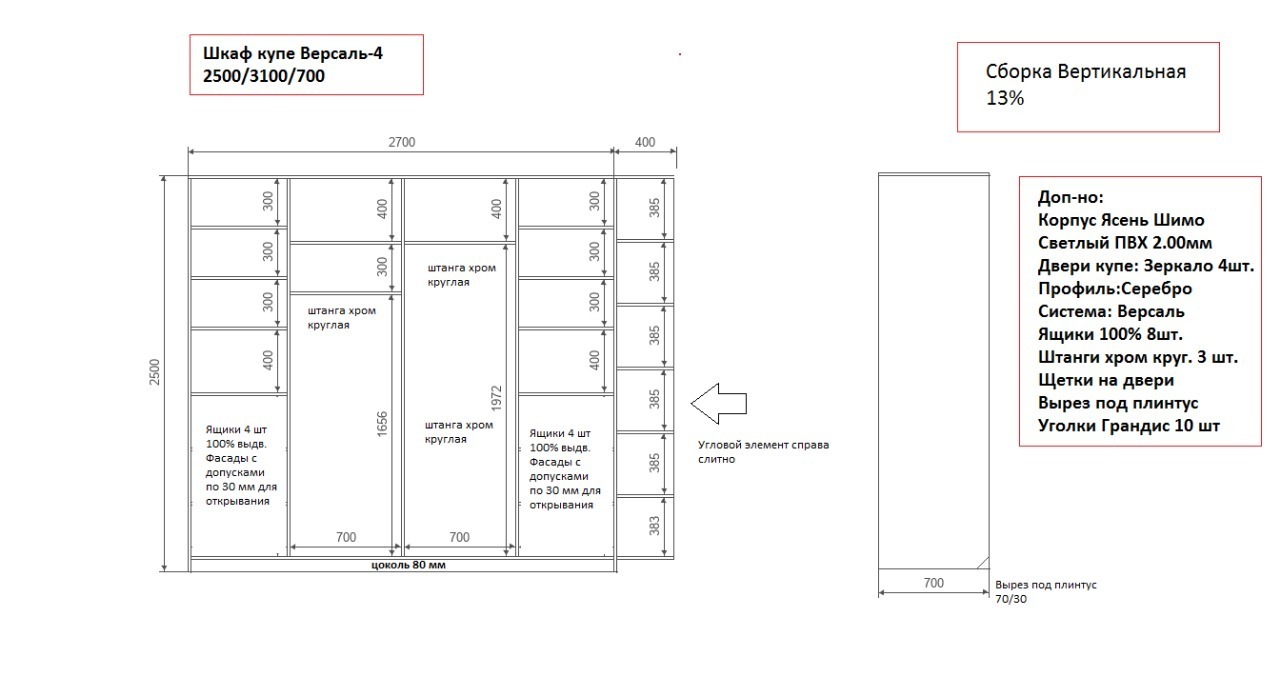 Шкаф купе Версаль-4
2500/3100/700
Сборка Вертикальная
13%
2700
400
Доп-но:
Корпус Ясень Шимо
Светлый ПВХ 2.00мм
Двери купе: Зеркало 4шт.
Профиль:Серебро
Система: Версаль
Ящики 100% 8шт.
Штанги хром круг. 3 шт.
Щетки на двери
Вырез под плинтус
Уголки Грандис 10 шт
2500
300
300
300
400
Ящики 4 шт
100% выдв.
Фасады с
допусками
по 30 мм для
открывания
400
300
штанга хром
круглая
1656
700
400
штанга хром
круглая
1972
штанга хром
круглая
700
300
300
300
400
Ящики 4 шт
100% выдв.
Фасады с
допусками
по 30 мм для
открывания
385
385
385
385
385
383
цоколь 80 мм
Угловой элемент справа
слитно
700
Вырез под плинтус
70/30